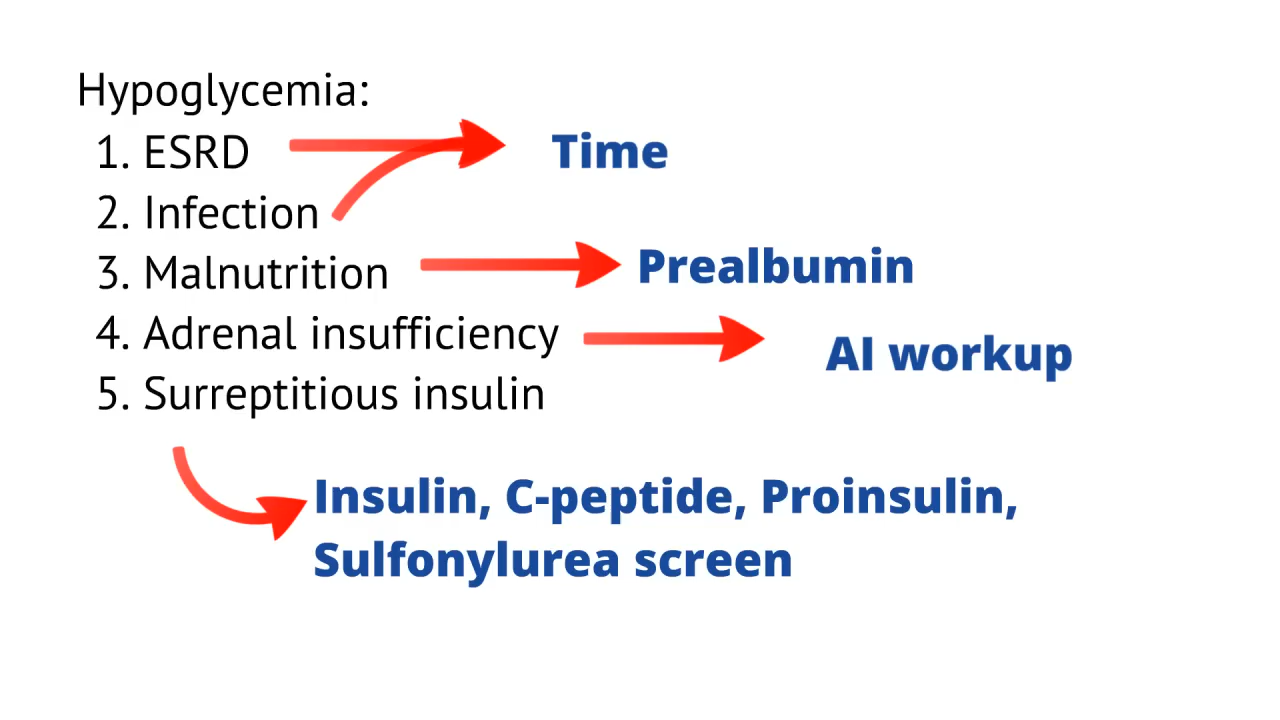 Hypoglycemia:
1. ESRD
Time
2. Infection
3. Malnutrition
Prealbumin
4. Adrenal insufficiency
AI workup
5. Surreptitious insulin
Insulin, C-peptide, Proinsulin,
Sulfonylurea screen